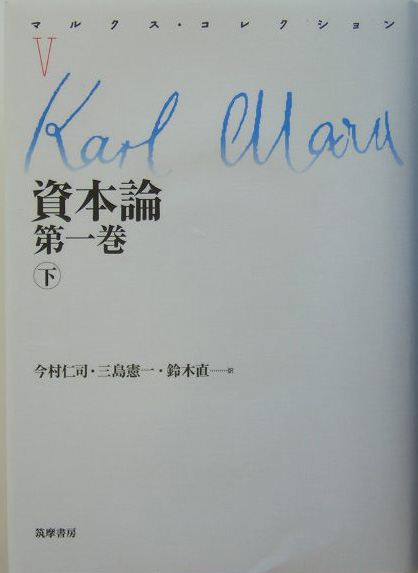 マルクス・コレクション
V
Karl Marx
資本論
第一巻
下
今村仁司・三島憲一・鈴木直………訳
筑摩書房